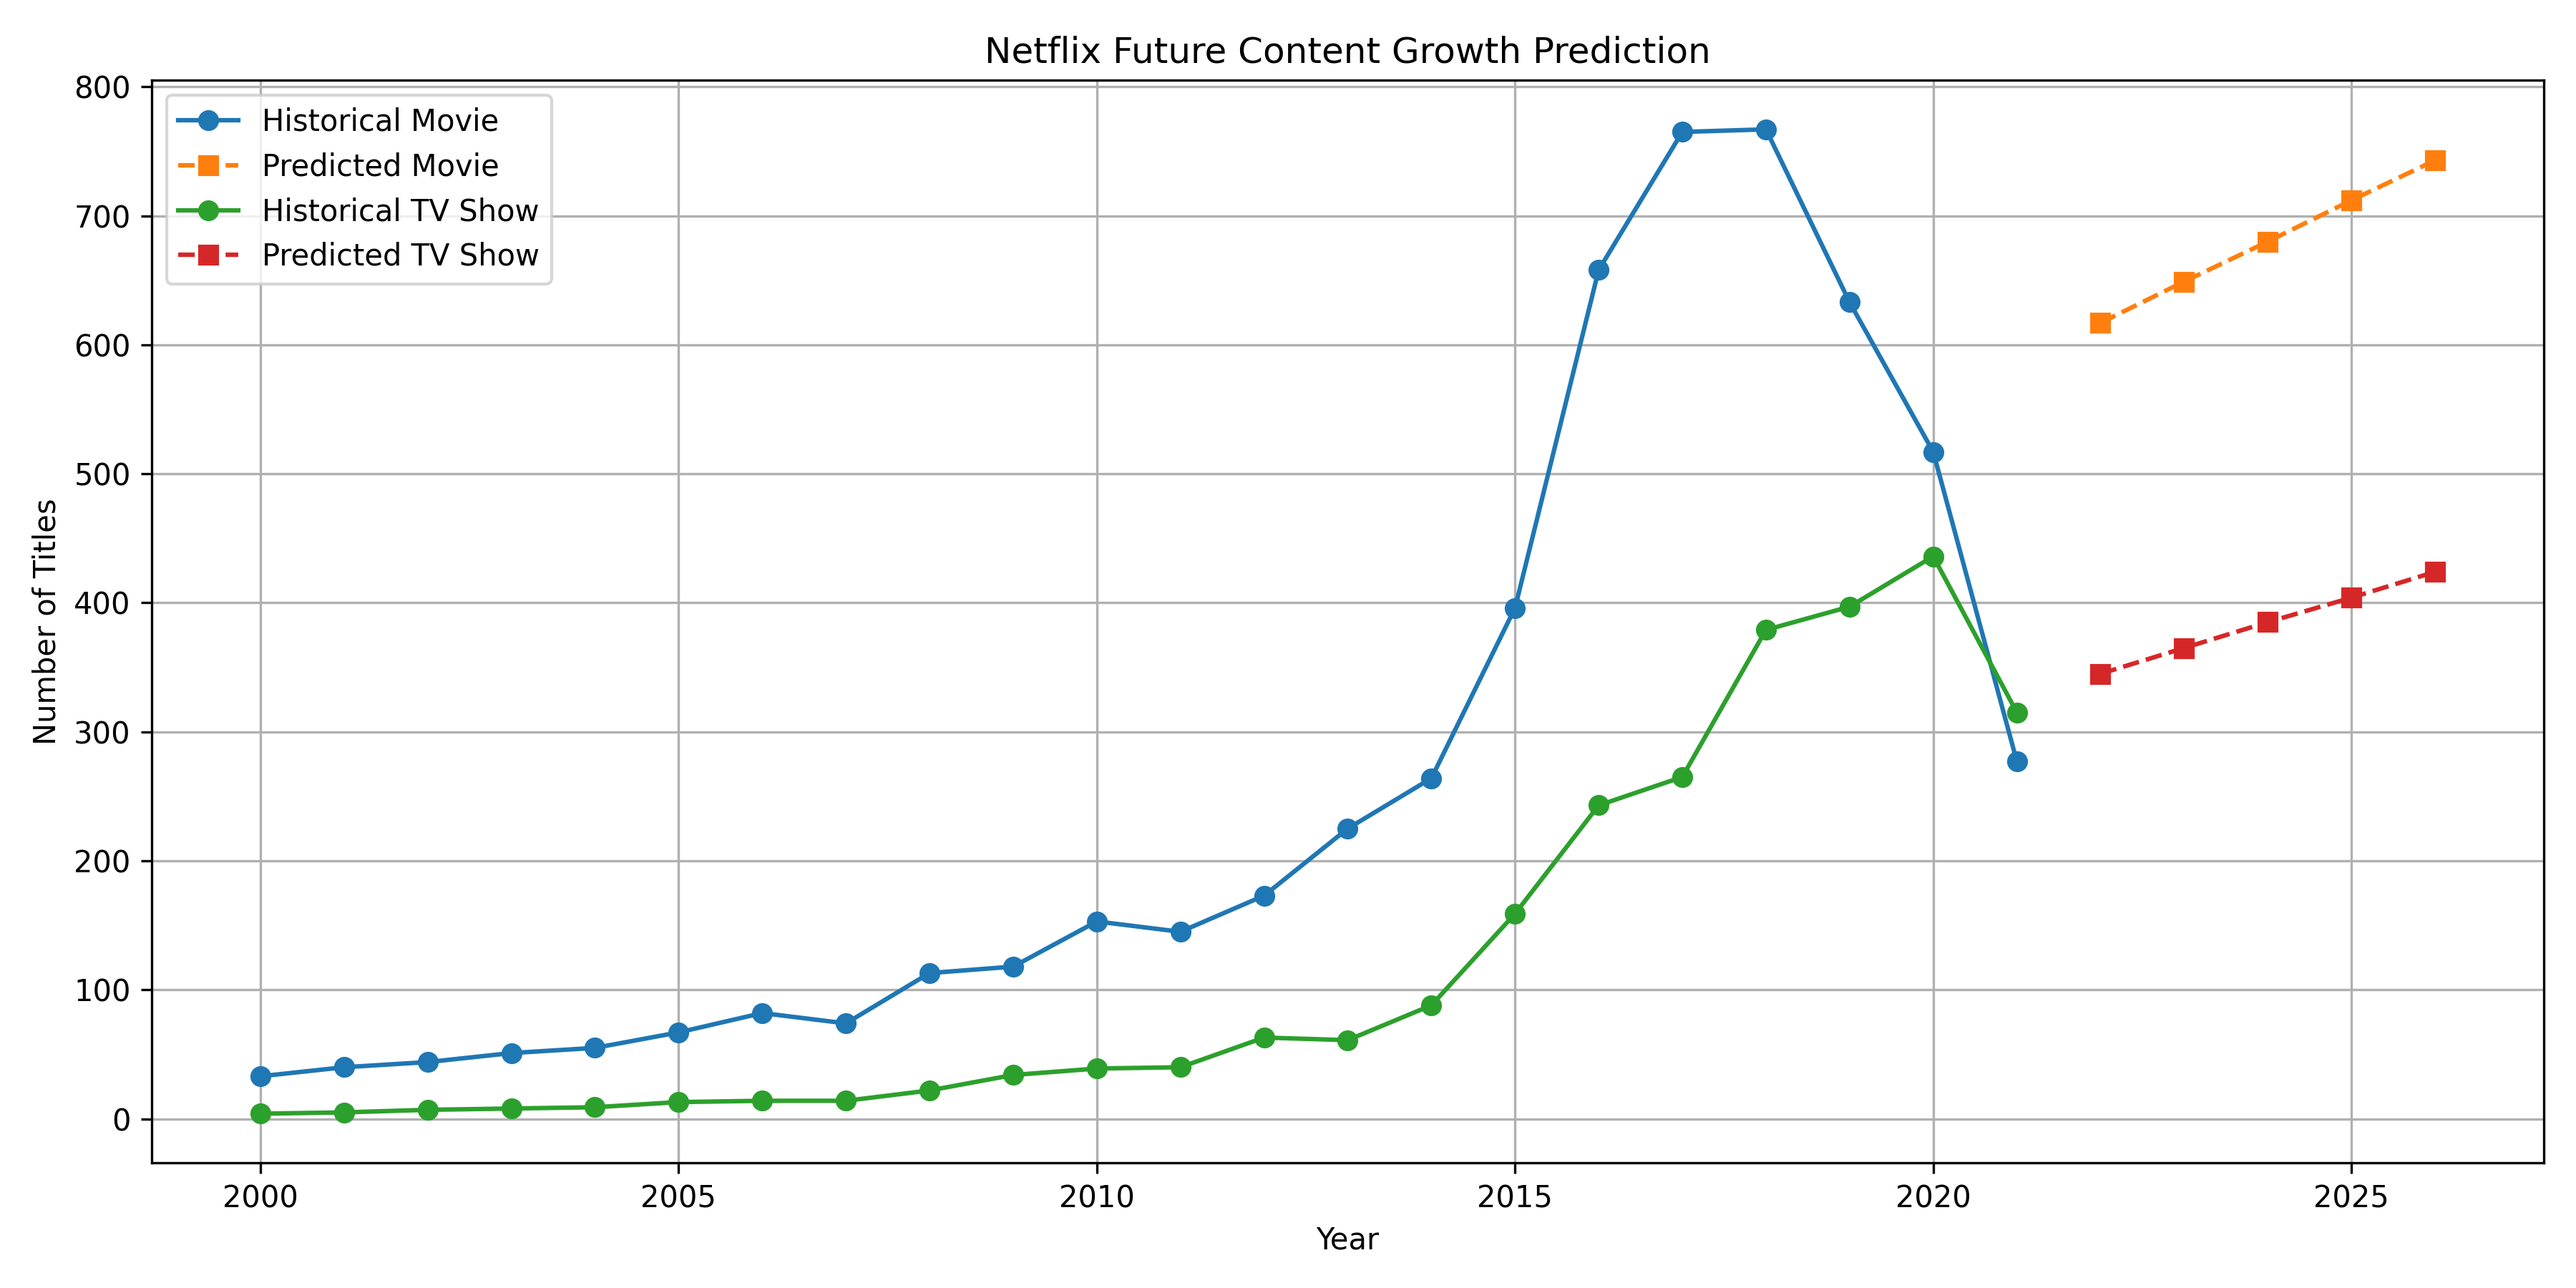 Netflix Future Content Growth Prediction
Historical Movie
Predicted Movie
Historical TV Show
Predicted TV Show
800
700
600
500
400
300
200
100
0
Number of Titles
2000 2005 2010 2015 2020 2025
Year